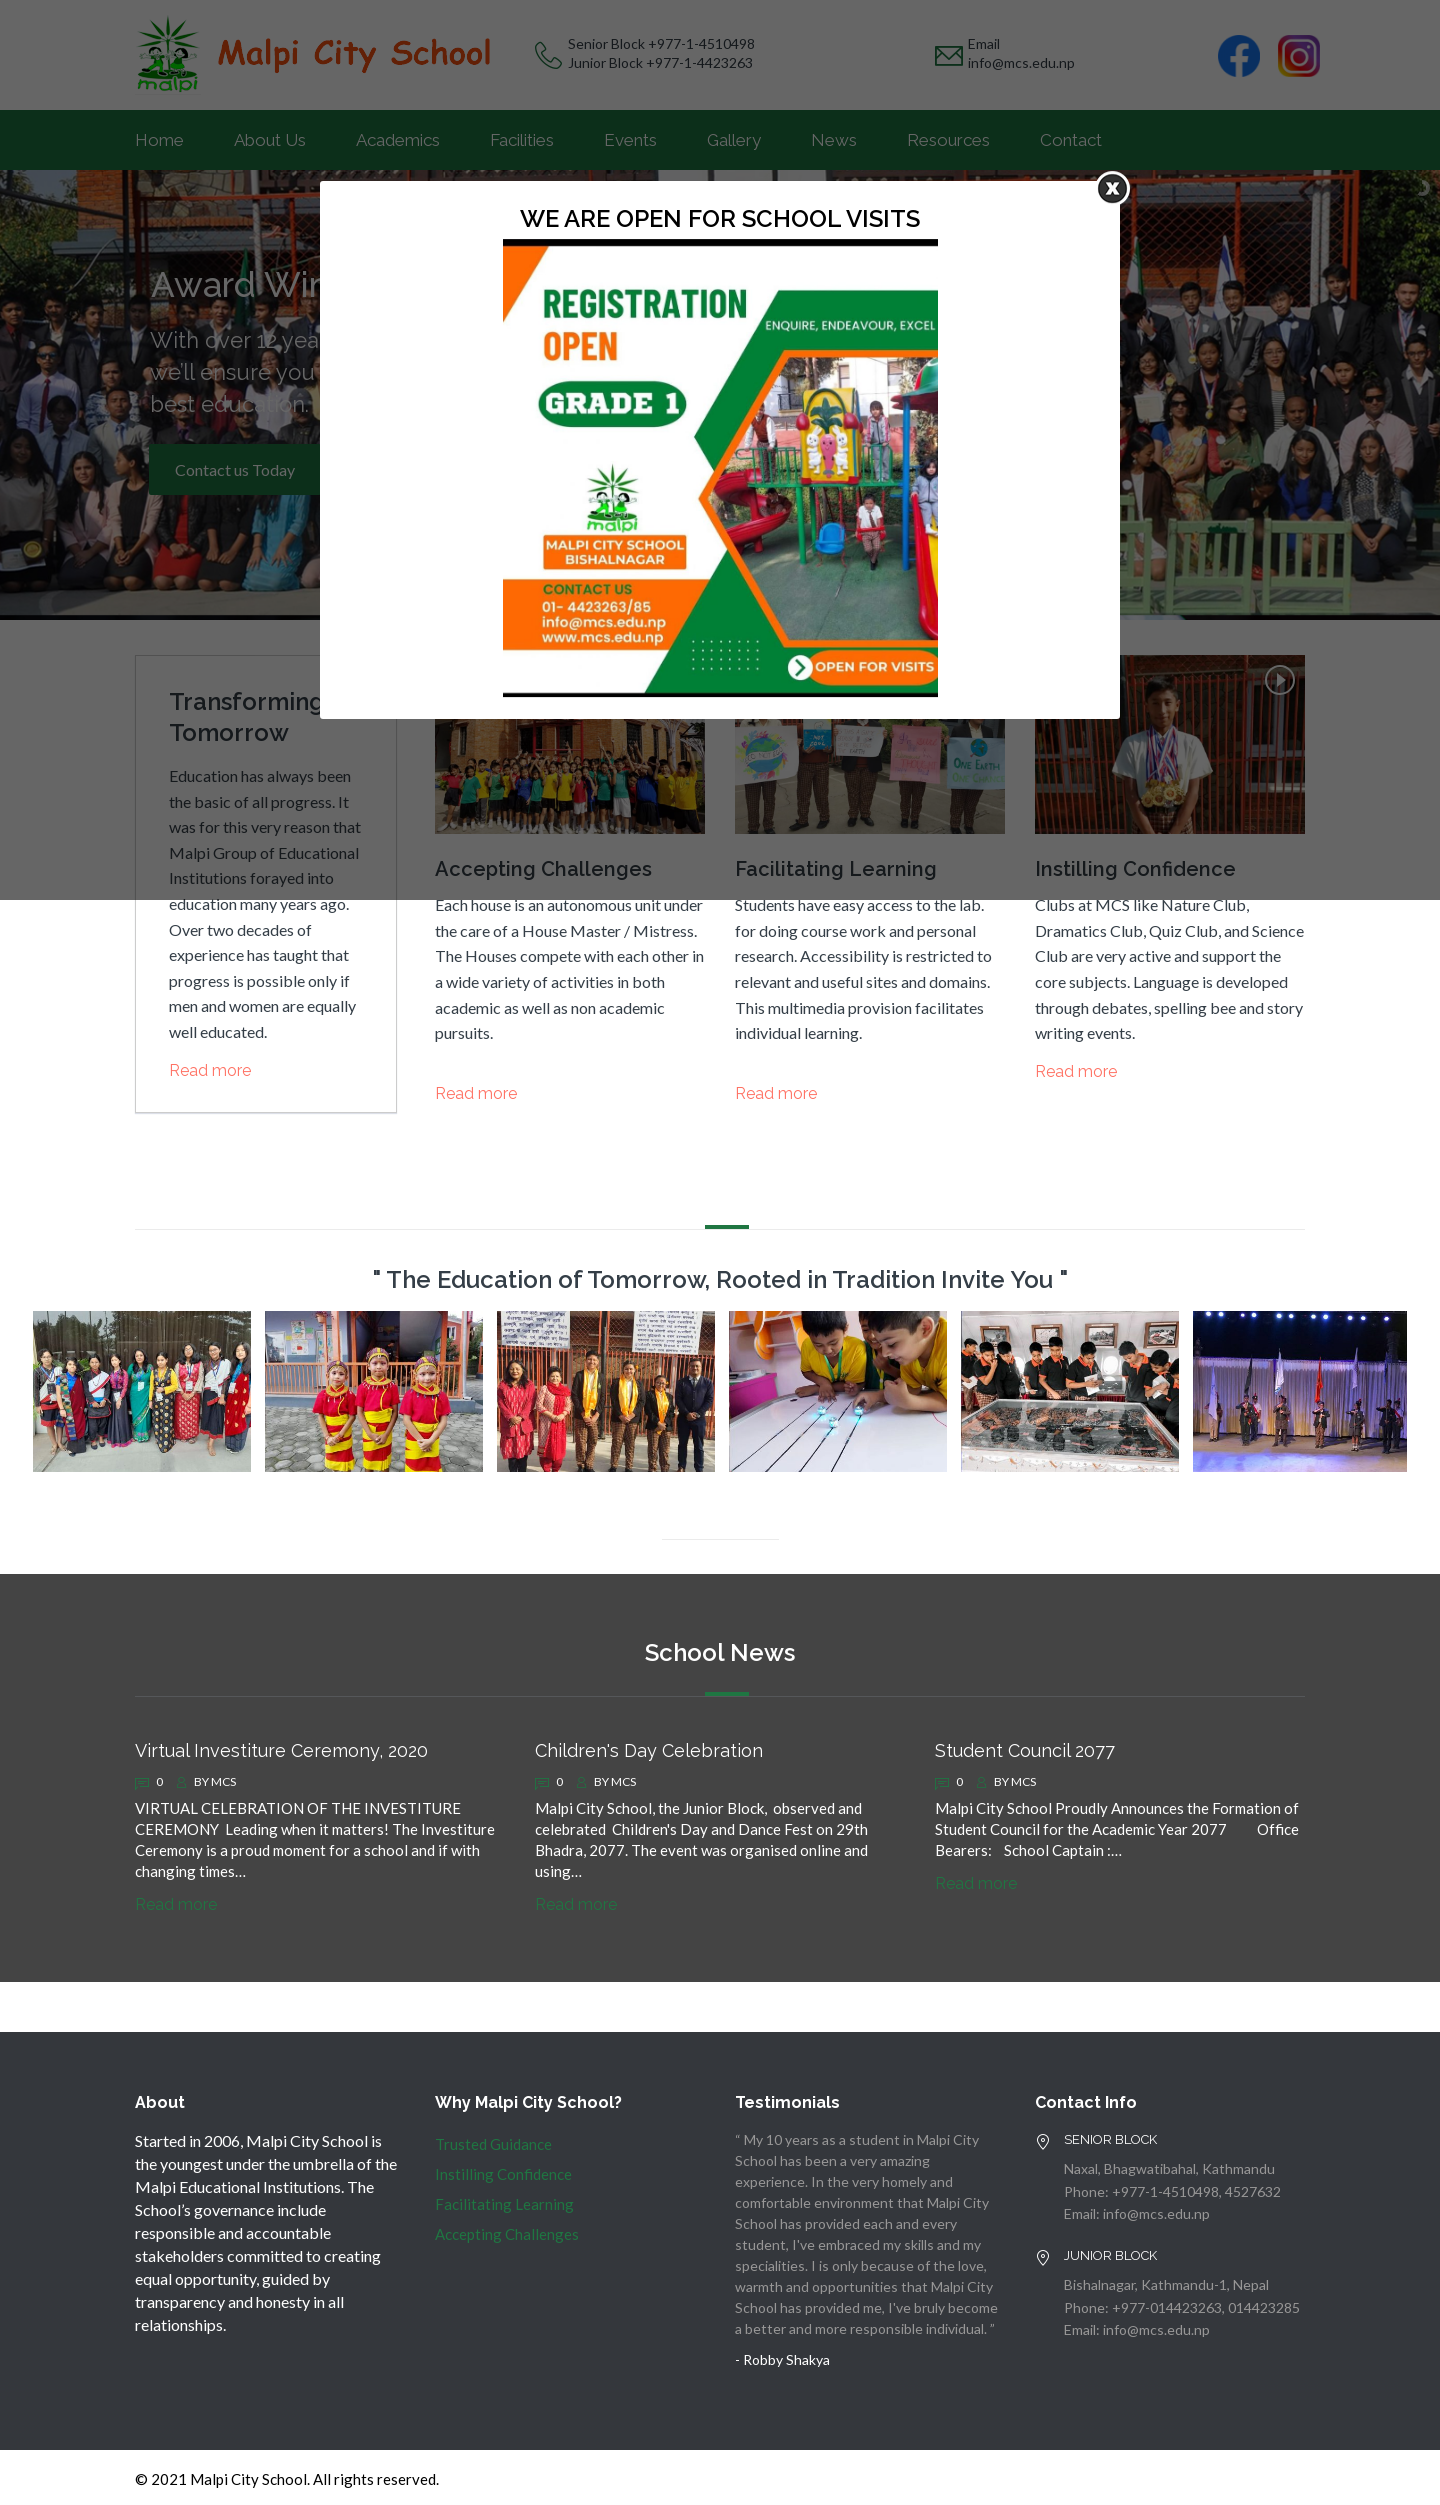 malpi
Malpi City School
Senior Block +977-1-4510498
Junior Block +977-1-4423263
Email
info@mcs.edu.np
Home
About Us
Academics
Facilities
Events
Gallery
News
Resources
Contact
Award
With over 12
we'll ensure you
best education.
Contact us Today
X
WE ARE OPEN FOR SCHOOL VISITS
REGISTRATION
OPEN
ENQUIRE, ENDEAVOUR, EXCEL
GRADE 1
malpi
MALPI CITY SCHOOL
BISHALNAGAR
CONTACT US
01- 4423263/85
info@mcs.edu.np
www.mcs.edu.np
OPEN FOR VISITS
Transforming
Tomorrow
Education has always been
the basic of all progress. It
was for this very reason that
Malpi Group of Educational
Institutions forayed into
education many years ago.
Over two decades of
experience has taught that
progress is possible only if
men and women are equally
well educated.
Read more
Accepting Challenges
Each house is an autonomous unit under
the care of a House Master / Mistress.
The Houses compete with each other in
a wide variety of activities in both
academic as well as non academic
pursuits.
Read more
ONE EARTH
Facilitating Learning
Students have easy access to the lab.
for doing course work and personal
research. Accessibility is restricted to
relevant and useful sites and domains.
This multimedia provision facilitates
individual learning.
Read more
Instilling Confidence
Clubs at MCS like Nature Club,
Dramatics Club, Quiz Club, and Science
Club are very active and support the
core subjects. Language is developed
through debates, spelling bee and story
writing events.
Read more
" The Education of Tomorrow, Rooted in Tradition Invite You "
School News
Virtual Investiture Ceremony, 2020
0 BY MCS
VIRTUAL CELEBRATION OF THE INVESTITURE
CEREMONY  Leading when it matters! The Investiture
Ceremony is a proud moment for a school and if with
changing times...
Read more
Children's Day Celebration
0 BY MCS
Malpi City School, the Junior Block,  observed and
celebrated  Children's Day and Dance Fest on 29th
Bhadra, 2077. The event was organised online and
using...
Read more
Student Council 2077
0 BY MCS
Malpi City School Proudly Announces the Formation of
Student Council for the Academic Year 2077 Office
Bearers: School Captain :...
Read more
About
Started in 2006, Malpi City School is
the youngest under the umbrella of the
Malpi Educational Institutions. The
School's governance include
responsible and accountable
stakeholders committed to creating
equal opportunity, guided by
transparency and honesty in all
relationships.
Why Malpi City School?
Trusted Guidance
Instilling Confidence
Facilitating Learning
Accepting Challenges
Testimonials
“ My 10 years as a student in Malpi City
School has been a very amazing
experience. In the very homely and
comfortable environment that Malpi City
School has provided each and every
student, I've embraced my skills and my
specialities. I is only because of the love,
warmth and opportunities that Malpi City
School has provided me, I've bruly become
a better and more responsible individual. ”
- Robby Shakya
Contact Info
SENIOR BLOCK
Naxal, Bhagwatibahal, Kathmandu
Phone: +977-1-4510498, 4527632
Email: info@mcs.edu.np
JUNIOR BLOCK
Bishalnagar, Kathmandu-1, Nepal
Phone: +977-014423263, 014423285
Email: info@mcs.edu.np
© 2021 Malpi City School. All rights reserved.